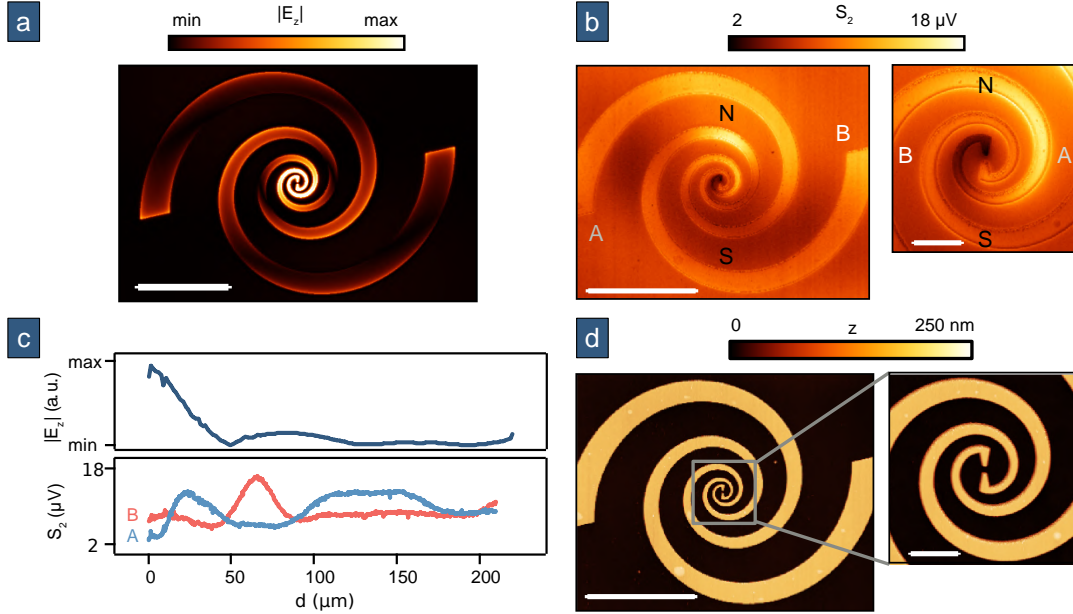 a
|E_z|
min max
b
S_2
2 18 µV
N
B
A
S
N
B
A
S
c
max
|E_z| (a.u.)
min
18
S_2 (µV)
B
A
2
0 50 100 150 200
d (µm)
d
0 z 250 nm